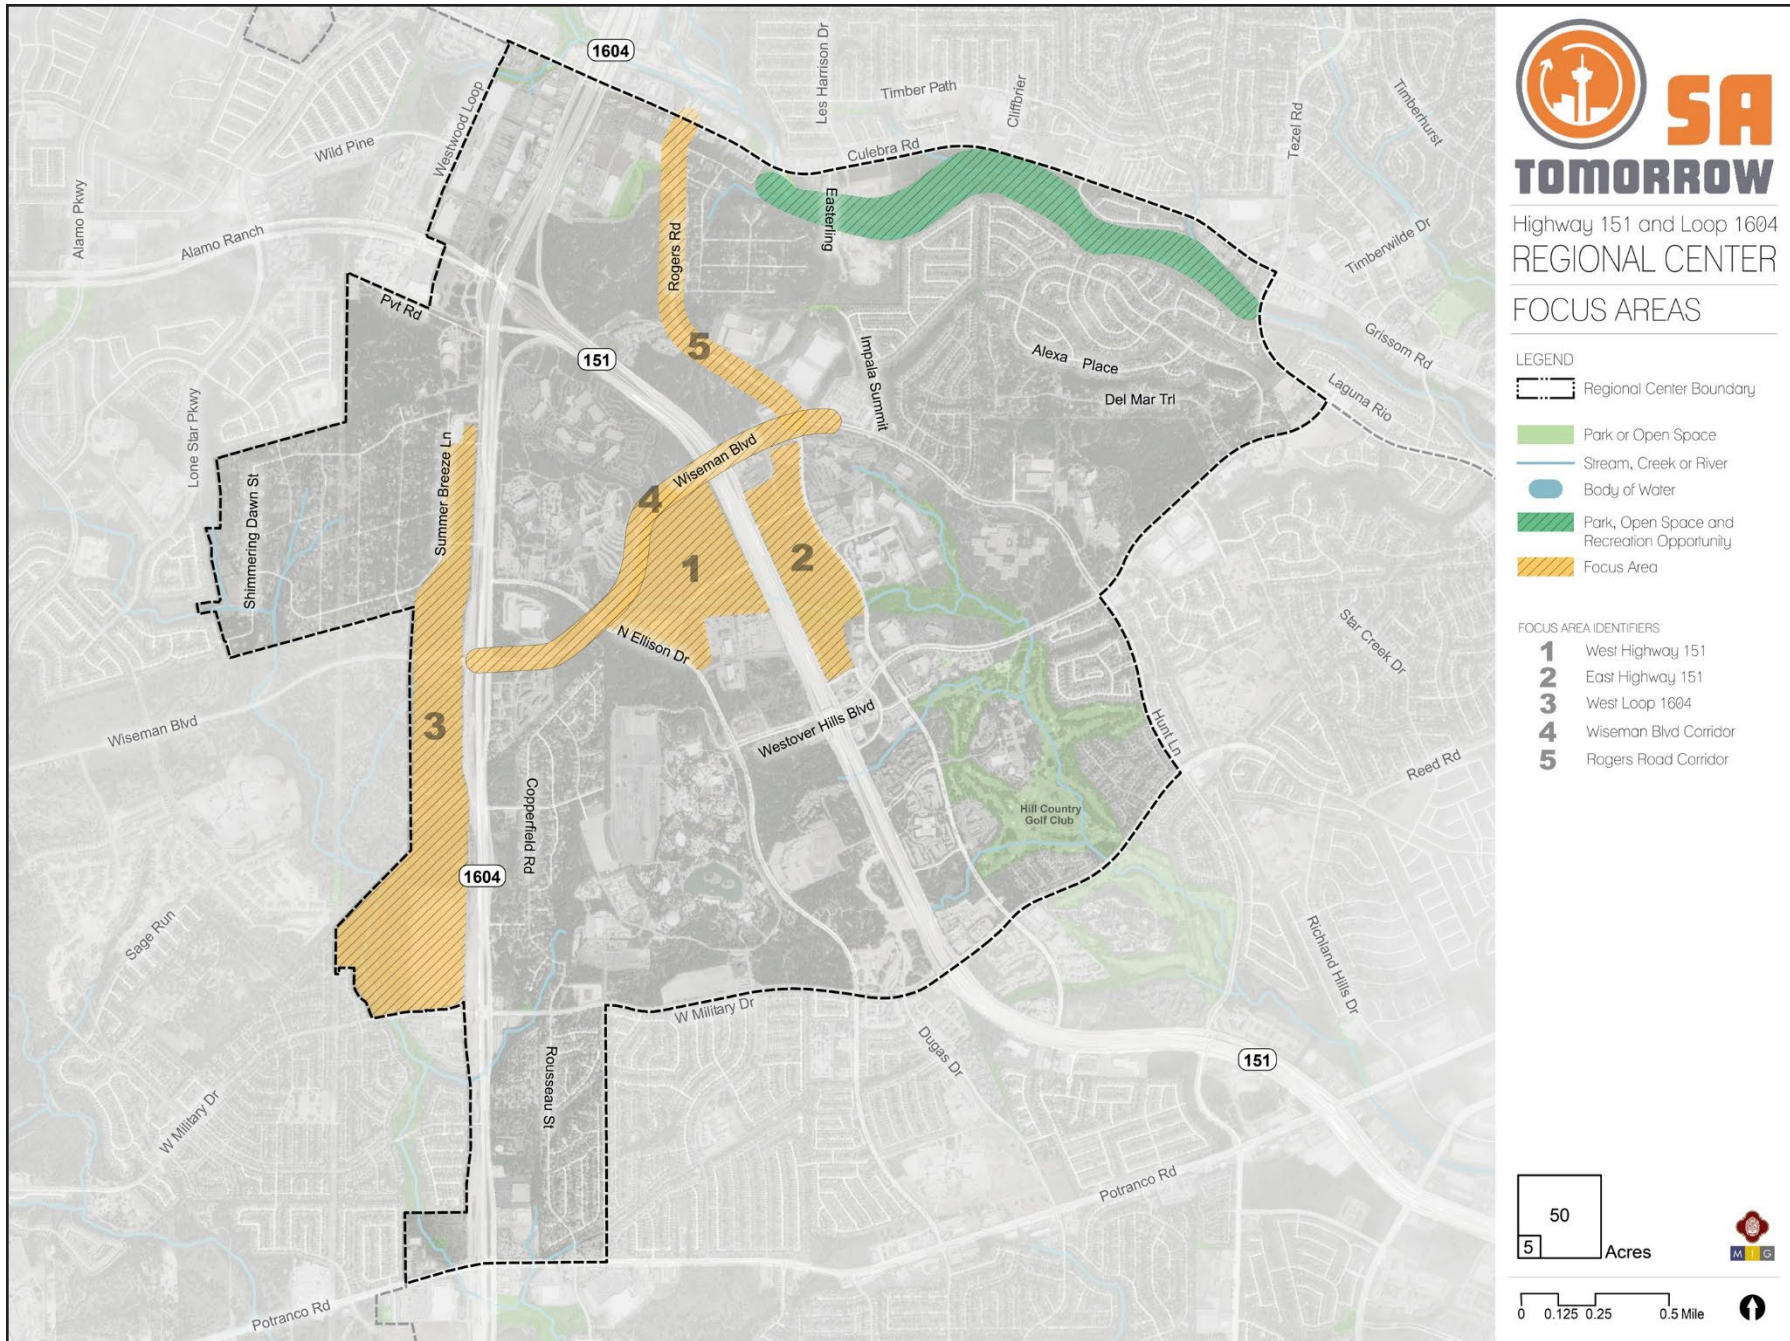 1604
Les Harrison Dr
Timber Path
Cliffbrier
Tezel Rd
Timberhurst
Westwood Loop
Wild Pine
Culebra Rd
Alamo Pkwy
Alamo Ranch
Easterling
Rogers Rd
Timberwilde Dr
Pvt Rd
5
151
Impala Summit
Alexa Place
Del Mar Trl
Grissom Rd
Laguna Rio
Lone Star Pkwy
Shimmering Dawn St
Summer Breeze Ln
Wiseman Blvd
4
1
2
N Ellison Dr
Star Creek Dr
3
Wiseman Blvd
Westover Hills Blvd
Hunt Ln
Reed Rd
Copperfield Rd
Hill Country
Golf Club
1604
Sage Run
Richland Hills Dr
W Military Dr
Dugas Dr
151
Rousseau St
W Military Dr
Potranco Rd
Potranco Rd
SA
TOMORROW
Highway 151 and Loop 1604
REGIONAL CENTER
FOCUS AREAS
LEGEND
Regional Center Boundary
Park or Open Space
Stream, Creek or River
Body of Water
Park, Open Space and
Recreation Opportunity
Focus Area
FOCUS AREA IDENTIFIERS
1 West Highway 151
2 East Highway 151
3 West Loop 1604
4 Wiseman Blvd Corridor
5 Rogers Road Corridor
50
5 Acres
MIG
0 0.125 0.25 0.5 Mile